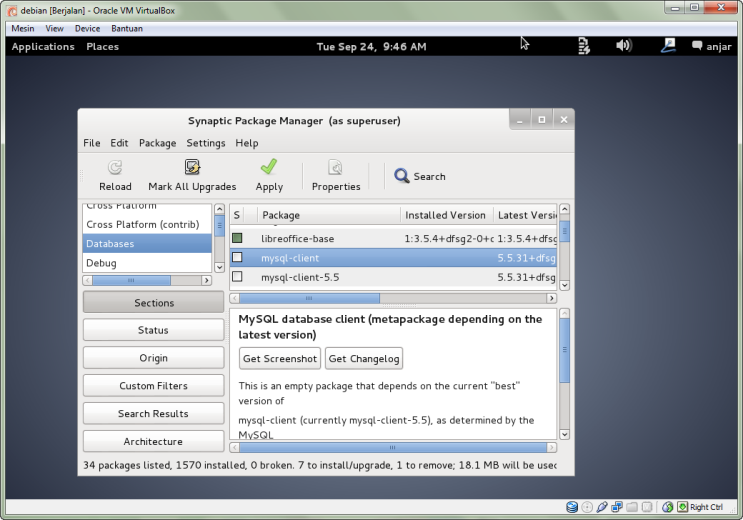 debian [Berjalan] - Oracle VM VirtualBox
Mesin View Device Bantuan
Applications Places Tue Sep 24, 9:46 AM anjar
Synaptic Package Manager (as superuser)
File Edit Package Settings Help
Reload Mark All Upgrades Apply Properties Search
Cross Platform
Cross Platform (contrib)
Databases
Debug
S Package Installed Version Latest Versi
libreoffice-base 1:3.5.4+dfsg2-0+c 1:3.5.4+dfsg
mysql-client 5.5.31+dfsg
mysql-client-5.5 5.5.31+dfsg
Sections
Status
Origin
Custom Filters
Search Results
Architecture
MySQL database client (metapackage depending on the
latest version)
Get Screenshot Get Changelog
This is an empty package that depends on the current "best"
version of
mysql-client (currently mysql-client-5.5), as determined by the
MySQL
34 packages listed, 1570 installed, 0 broken. 7 to install/upgrade, 1 to remove; 18.1 MB will be used
Right Ctrl